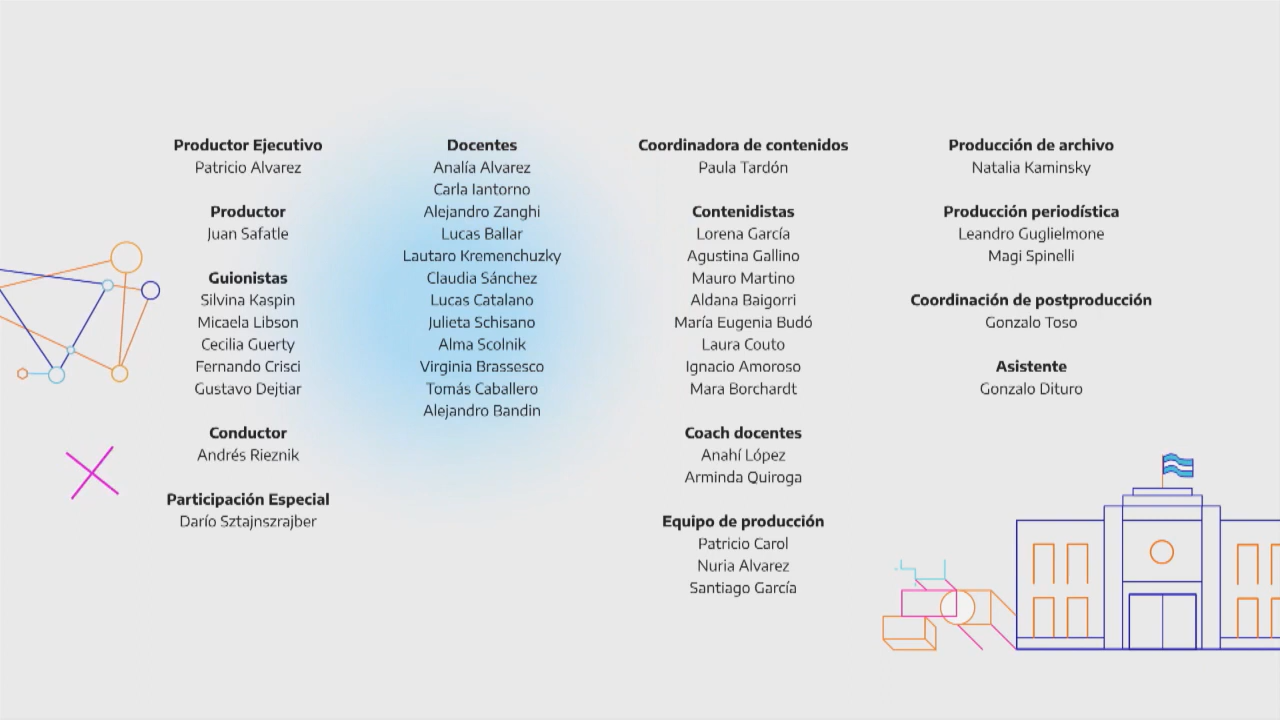 Productor Ejecutivo
Patricio Alvarez
Productor
Juan Safatle
Guionistas
Silvina Kaspin
Micaela Libson
Cecilia Guerty
Fernando Crisci
Gustavo Dejtiar
Conductor
Andrés Rieznik
Participación Especial
Darío Sztajnszrajber
Docentes
Analía Alvarez
Carla Iantorno
Alejandro Zanghi
Lucas Ballar
Lautaro Kremenchuzky
Claudia Sánchez
Lucas Catalano
Julieta Schisano
Alma Scolnik
Virginia Brassesco
Tomás Caballero
Alejandro Bandin
Coordinadora de contenidos
Paula Tardón
Contenidistas
Lorena García
Agustina Gallino
Mauro Martino
Aldana Baigorri
María Eugenia Budó
Laura Couto
Ignacio Amoroso
Mara Borchardt
Coach docentes
Anahí López
Arminda Quiroga
Equipo de producción
Patricio Carol
Nuria Alvarez
Santiago García
Producción de archivo
Natalia Kaminsky
Producción periodística
Leandro Guglielmone
Magi Spinelli
Coordinación de postproducción
Gonzalo Toso
Asistente
Gonzalo Dituro